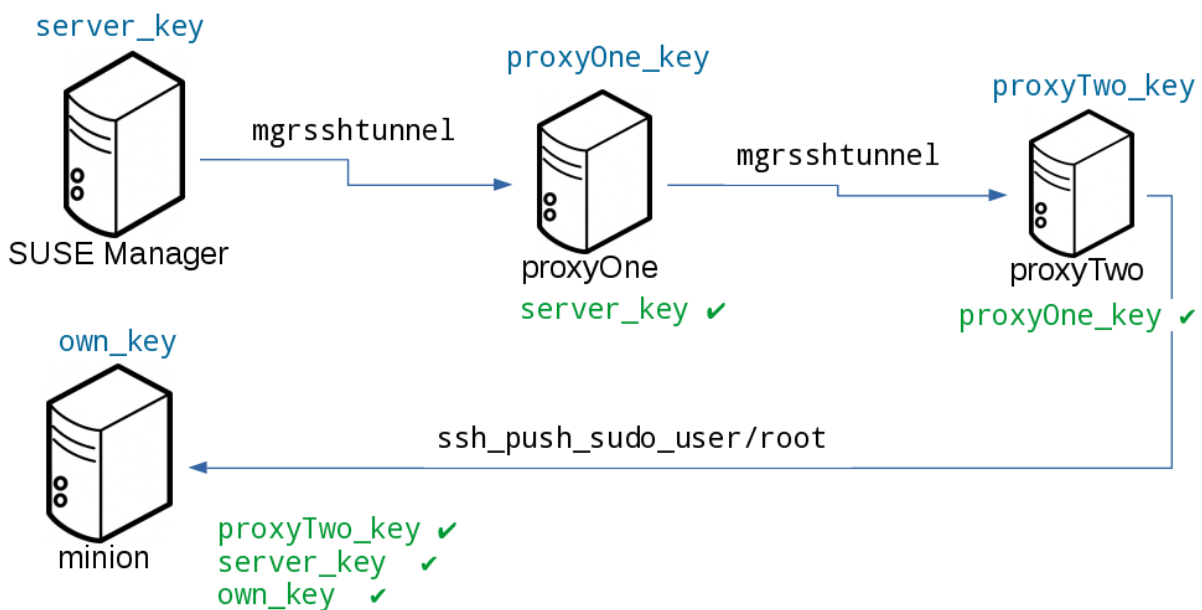 server_key
proxyOne_key
proxyTwo_key
mgrsshtunnel
mgrsshtunnel
SUSE Manager
proxyOne
proxyTwo
server_key ✔
proxyOne_key ✔
own_key
ssh_push_sudo_user/root
minion
proxyTwo_key ✔
server_key ✔
own_key ✔